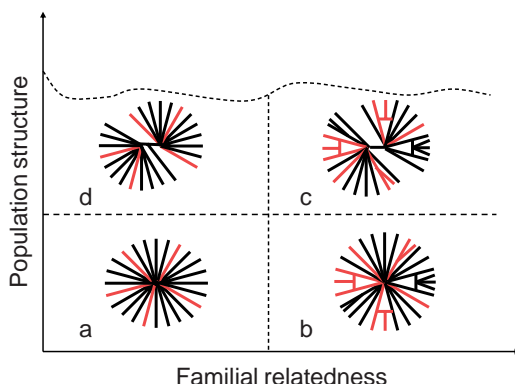 Population structure
d
c
a
b
Familial relatedness